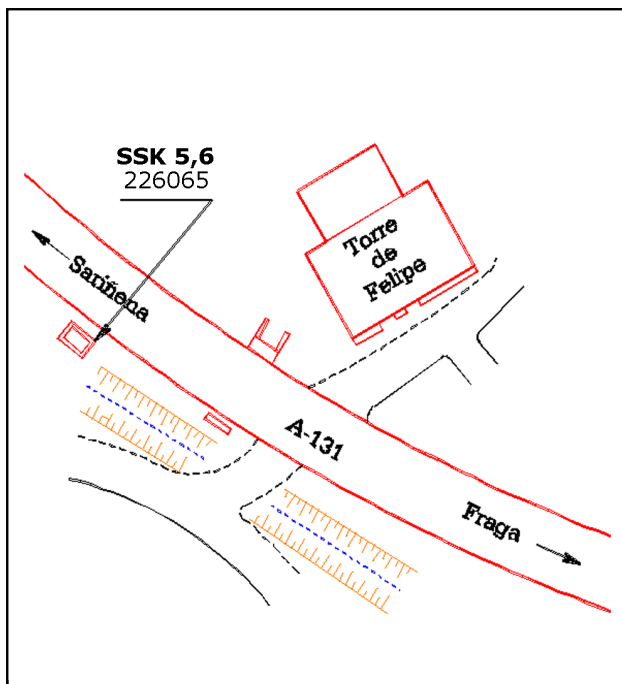 SSK 5,6
226065
Sariñena
Torre
de
Felipe
A-131
Fraga